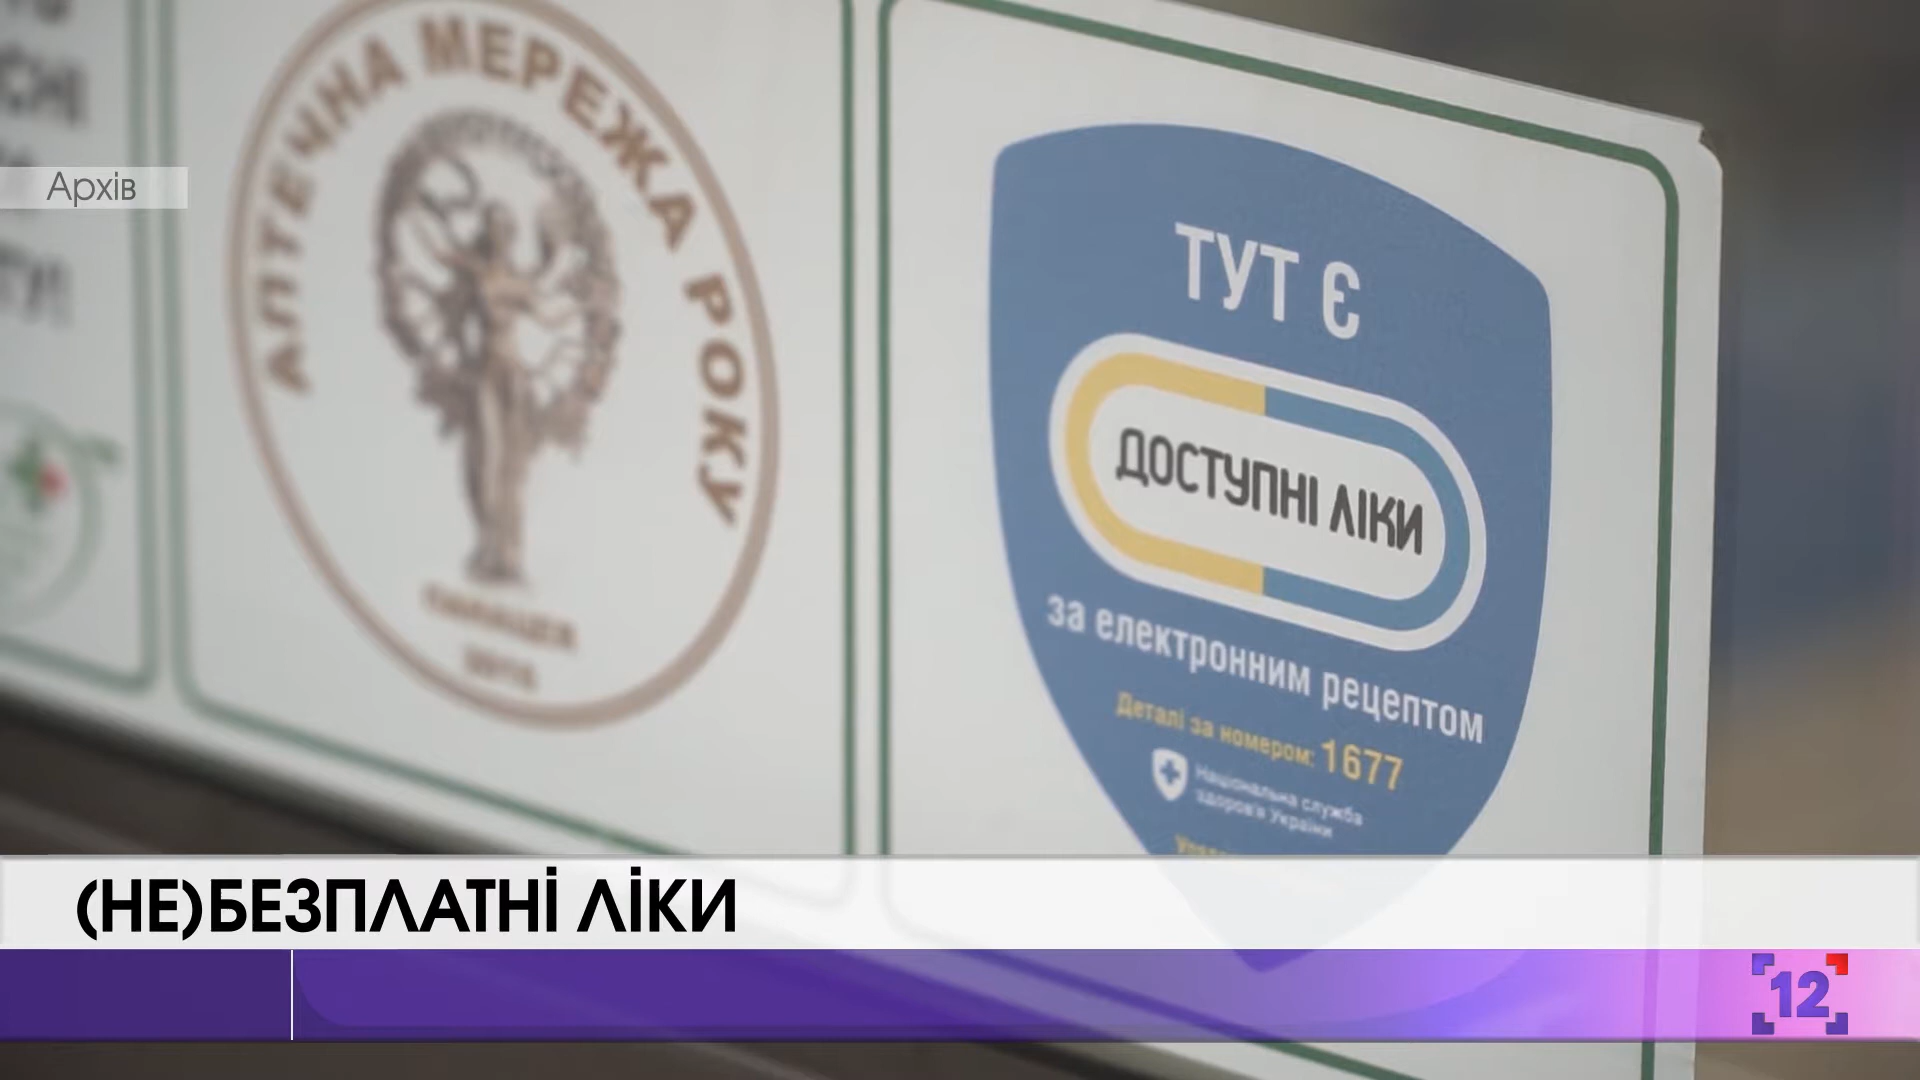 Архів
АПТЕЧНА МЕРЕЖА РОКУ
ТУТ Є
ДОСТУПНІ ЛІКИ
за електронним рецептом
Деталі за номером: 1677
Національна служба
здоров'я України
(НЕ)БЕЗПЛАТНІ ЛІКИ
12